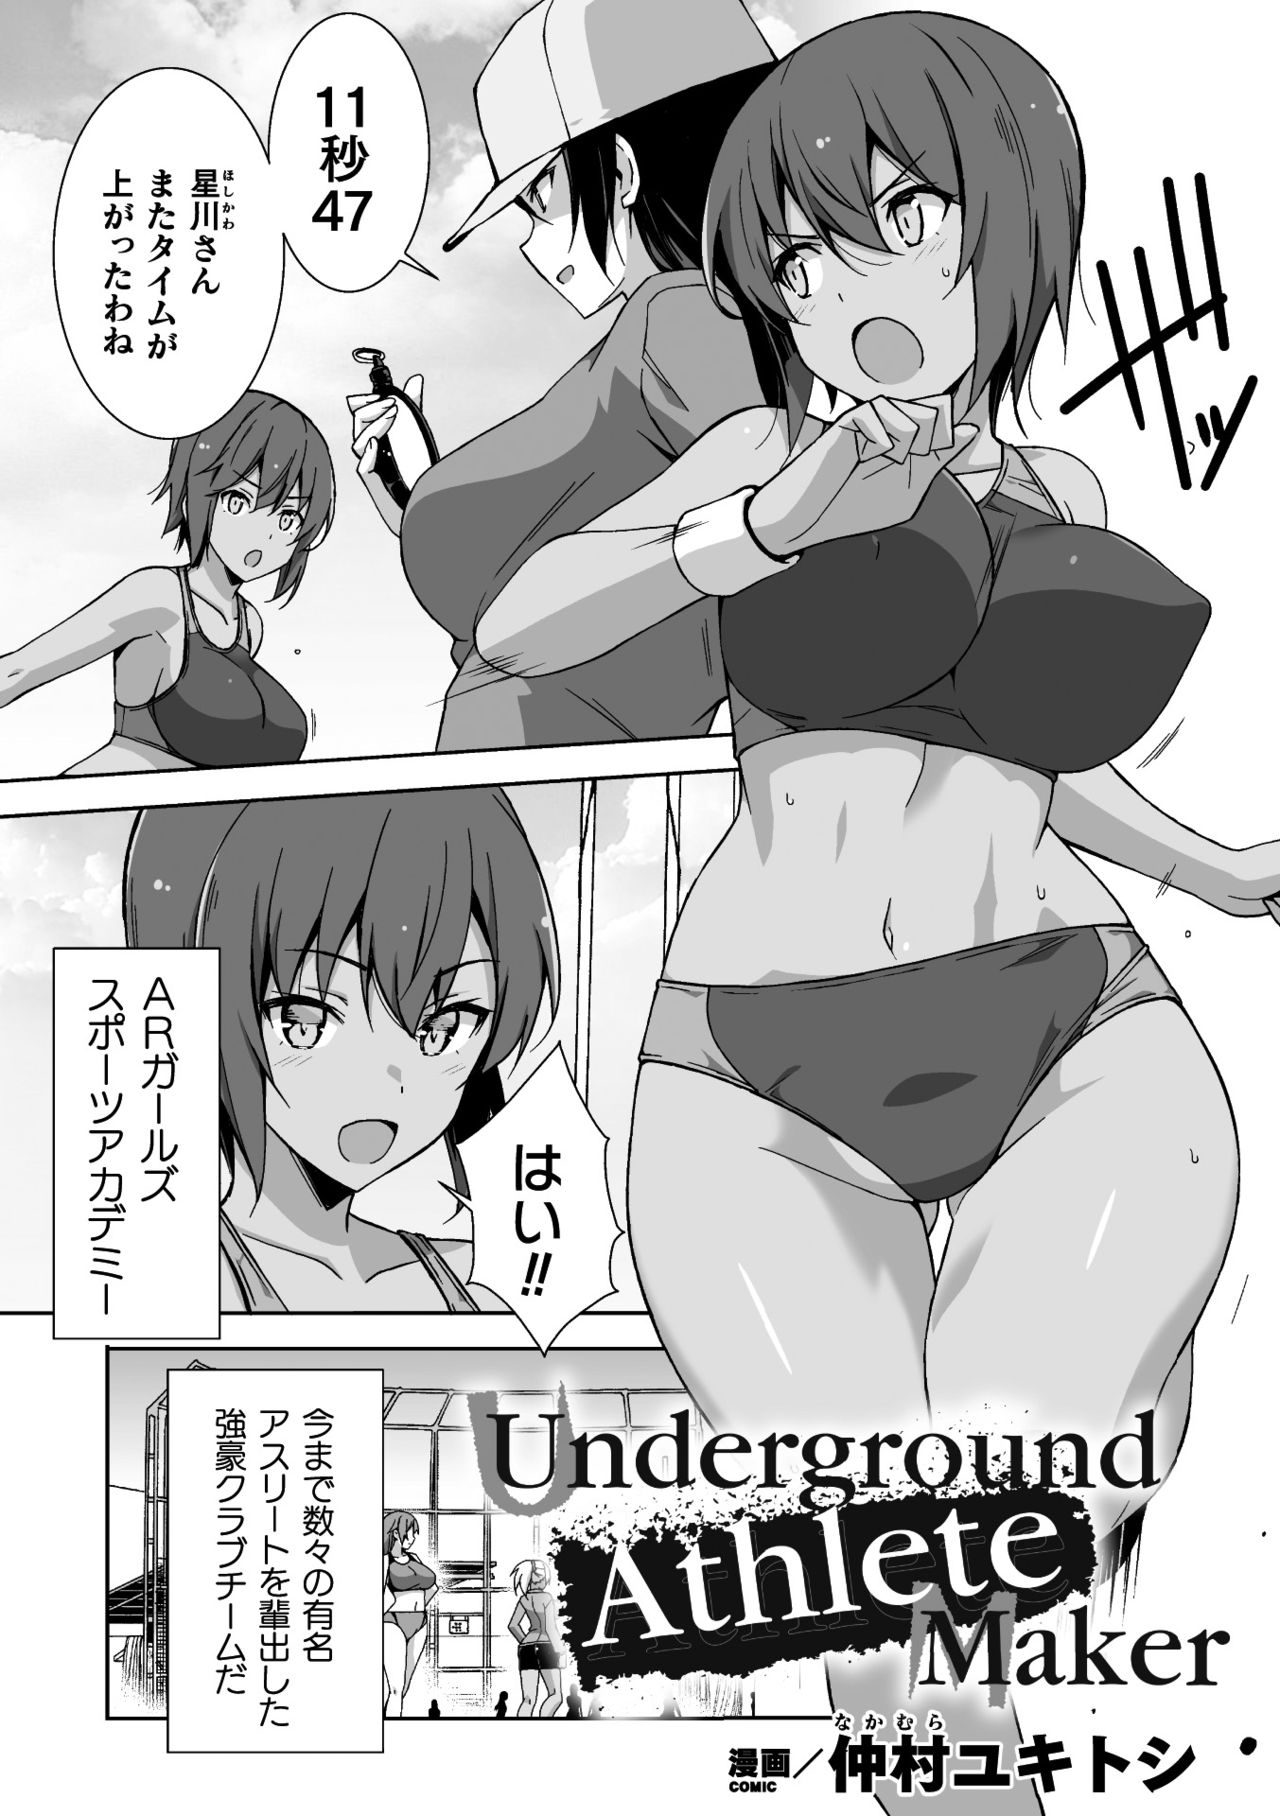 11秒
47
ほしかわ
星川さん
またタイムが
上がったわね
ザザッ
はい!!
ARガールズ
スポーツアカデミー
今まで数々の有名
アスリートを輩出した
強豪クラブチームだ
Underground
Athlete
Maker
漫画/仲村ユキトシ
なかむら
COMIC